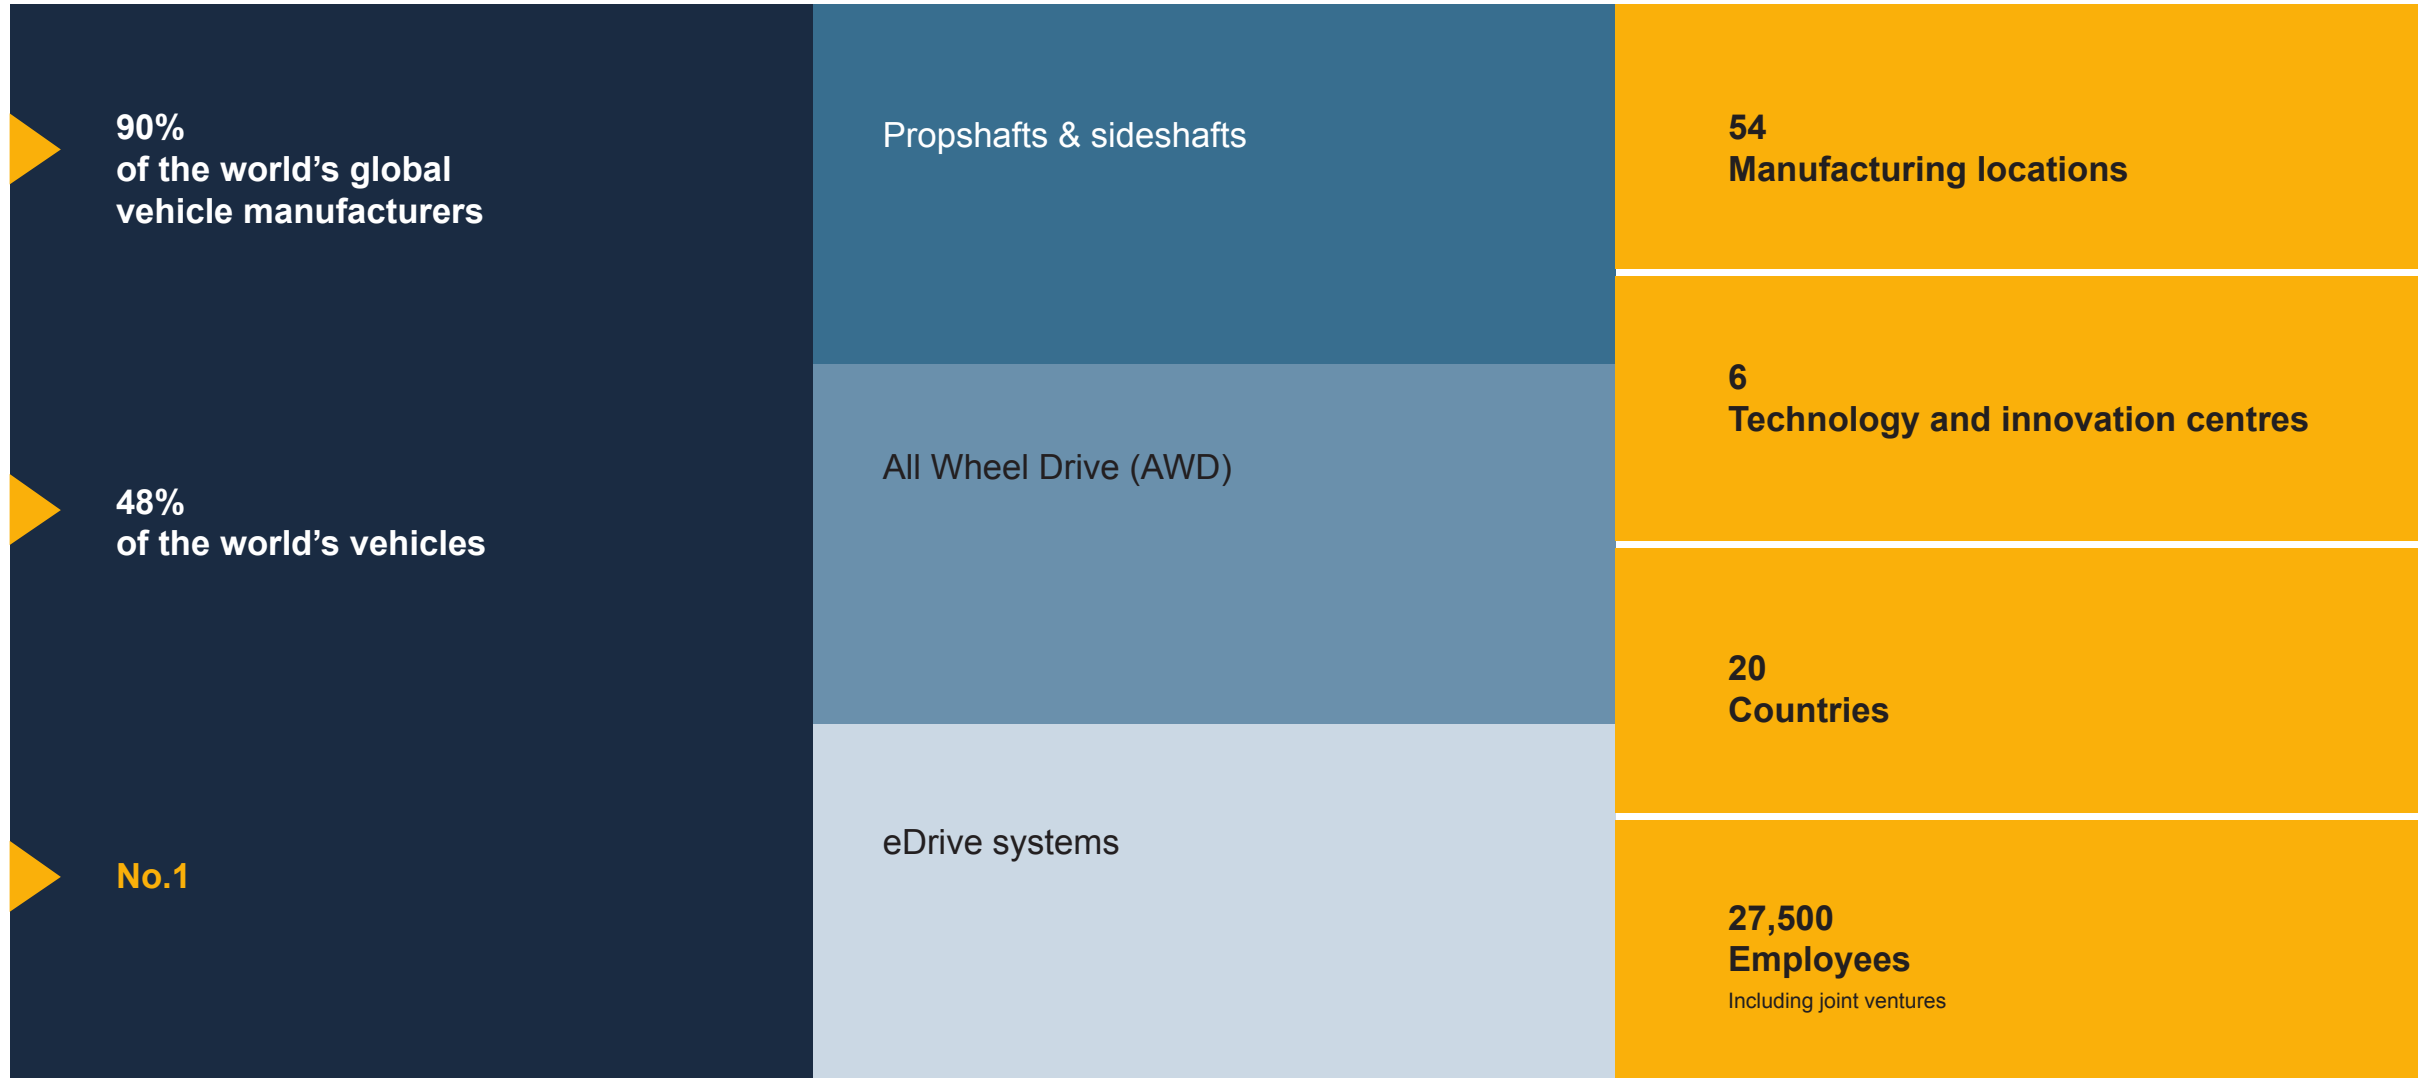 90%
of the world’s global
vehicle manufacturers
48%
of the world’s vehicles
No.1
Propshafts & sideshafts
All Wheel Drive (AWD)
eDrive systems
54
Manufacturing locations
6
Technology and innovation centres
20
Countries
27,500
Employees
Including joint ventures